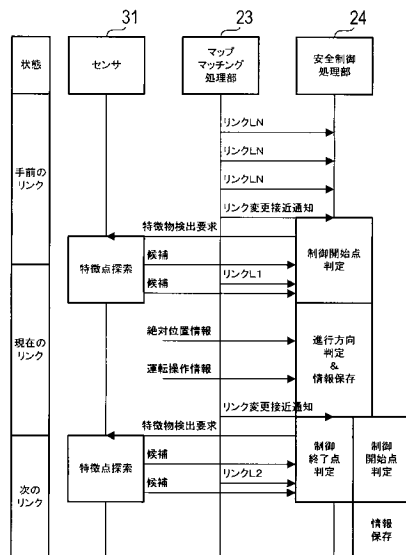 31
23
24
状態
センサ
マップ
マッチング
処理部
安全制御
処理部
リンクLN
リンクLN
リンクLN
手前の
リンク
リンク変更接近通知
特徴物検出要求
候補
特徴点探索
制御開始点
判定
リンクL1
候補
現在の
リンク
絶対位置情報
運転操作情報
進行方向
判定
&
情報保存
リンク変更接近通知
特徴物検出要求
候補
特徴点探索
制御
終了点
判定
制御
開始点
判定
リンクL2
候補
次の
リンク
情報
保存